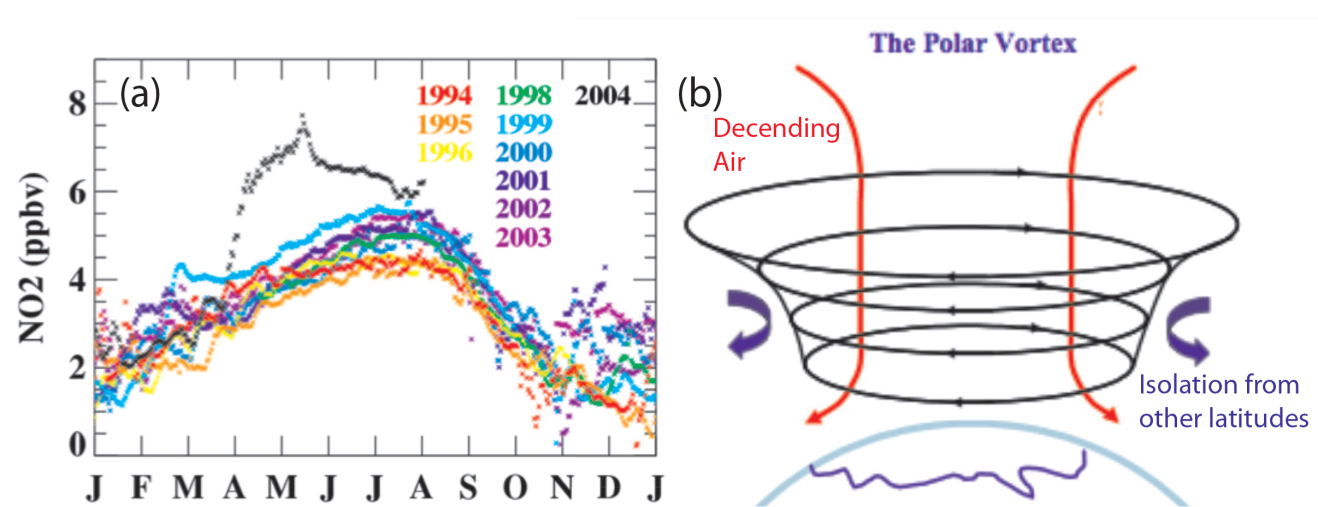 (a)
NO2 (ppbv)
8
6
4
2
0
J F M A M J J A S O N D J
1994 1998 2004
1995 1999
1996 2000
2001
2002
2003
(b)
The Polar Vortex
Decending
Air
Isolation from
other latitudes